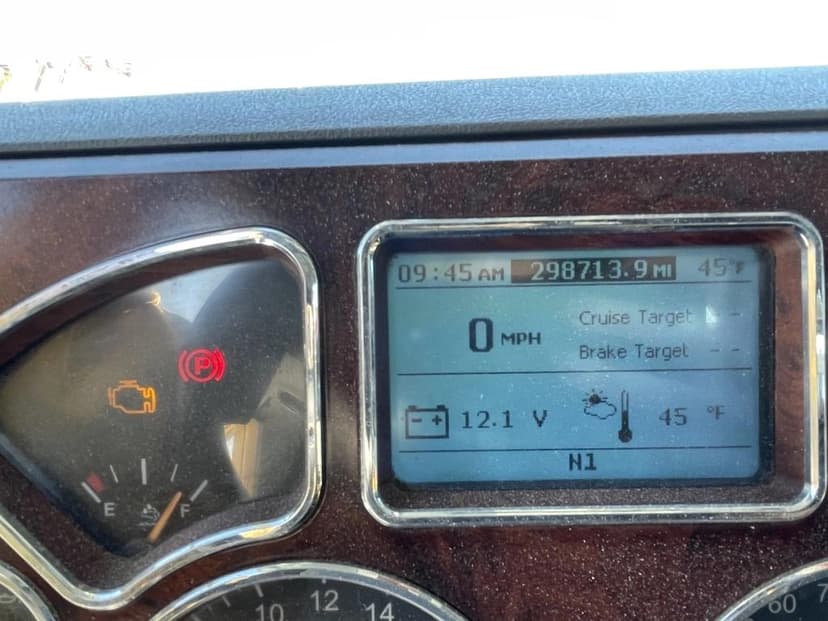 09:45 AM 298713.9 MI 45°F
0 MPH
Cruise Target - -
Brake Target - -
P
- + 12.1 V 45 °F
N1
E F
10 12 14
60 7